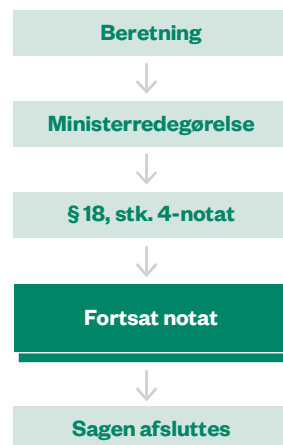 Beretning
Ministerredegørelse
§ 18, stk. 4-notat
Fortsat notat
Sagen afsluttes